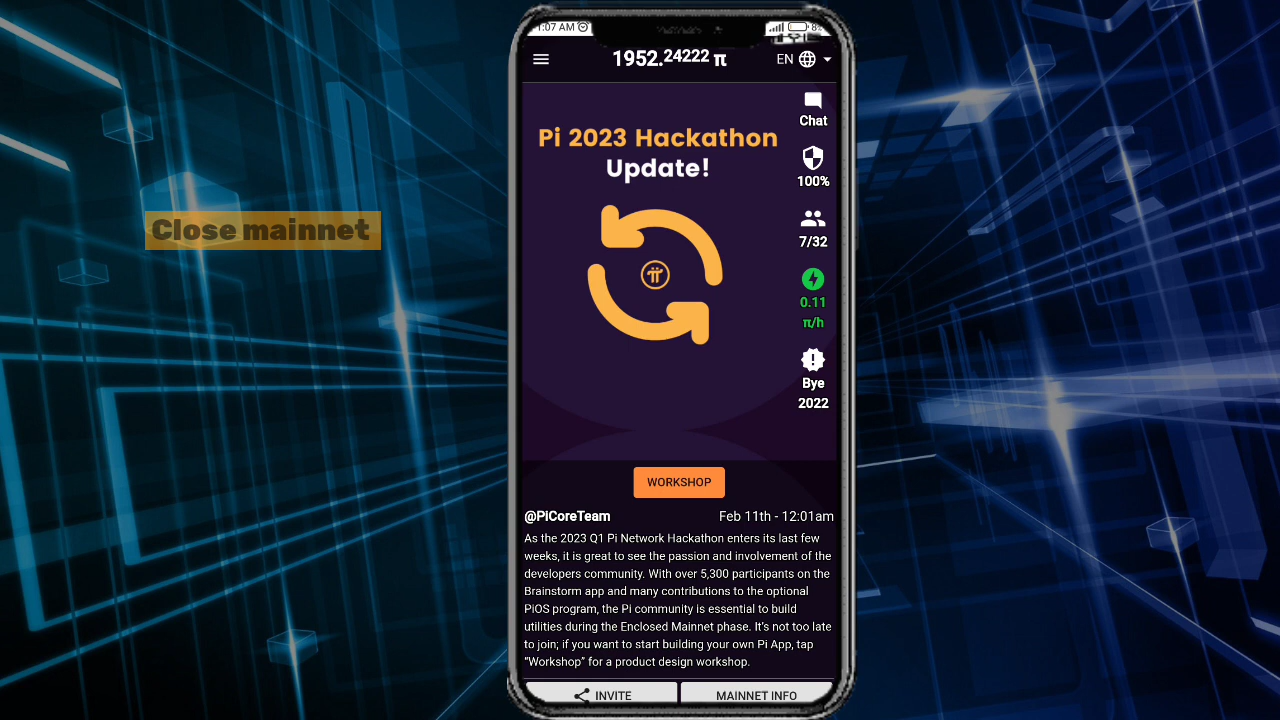 1:07 AM
1952.24222 π
EN
Chat
Pi 2023 Hackathon
Update!
100%
7/32
0.11
π/h
Bye
2022
Close mainnet
WORKSHOP
@PiCoreTeam
Feb 11th - 12:01am
As the 2023 Q1 Pi Network Hackathon enters its last few
weeks, it is great to see the passion and involvement of the
developers community. With over 5,300 participants on the
Brainstorm app and many contributions to the optional
PiOS program, the Pi community is essential to build
utilities during the Enclosed Mainnet phase. It's not too late
to join; if you want to start building your own Pi App, tap
"Workshop" for a product design workshop.
INVITE
MAINNET INFO